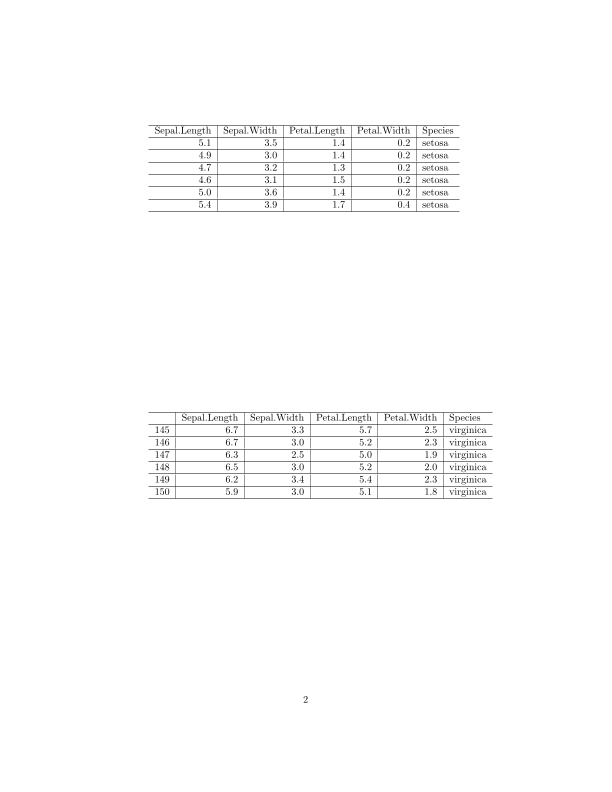 Sepal.Length Sepal.Width Petal.Length Petal.Width Species
5.1 3.5 1.4 0.2 setosa
4.9 3.0 1.4 0.2 setosa
4.7 3.2 1.3 0.2 setosa
4.6 3.1 1.5 0.2 setosa
5.0 3.6 1.4 0.2 setosa
5.4 3.9 1.7 0.4 setosa
Sepal.Length Sepal.Width Petal.Length Petal.Width Species
145 6.7 3.3 5.7 2.5 virginica
146 6.7 3.0 5.2 2.3 virginica
147 6.3 2.5 5.0 1.9 virginica
148 6.5 3.0 5.2 2.0 virginica
149 6.2 3.4 5.4 2.3 virginica
150 5.9 3.0 5.1 1.8 virginica
2